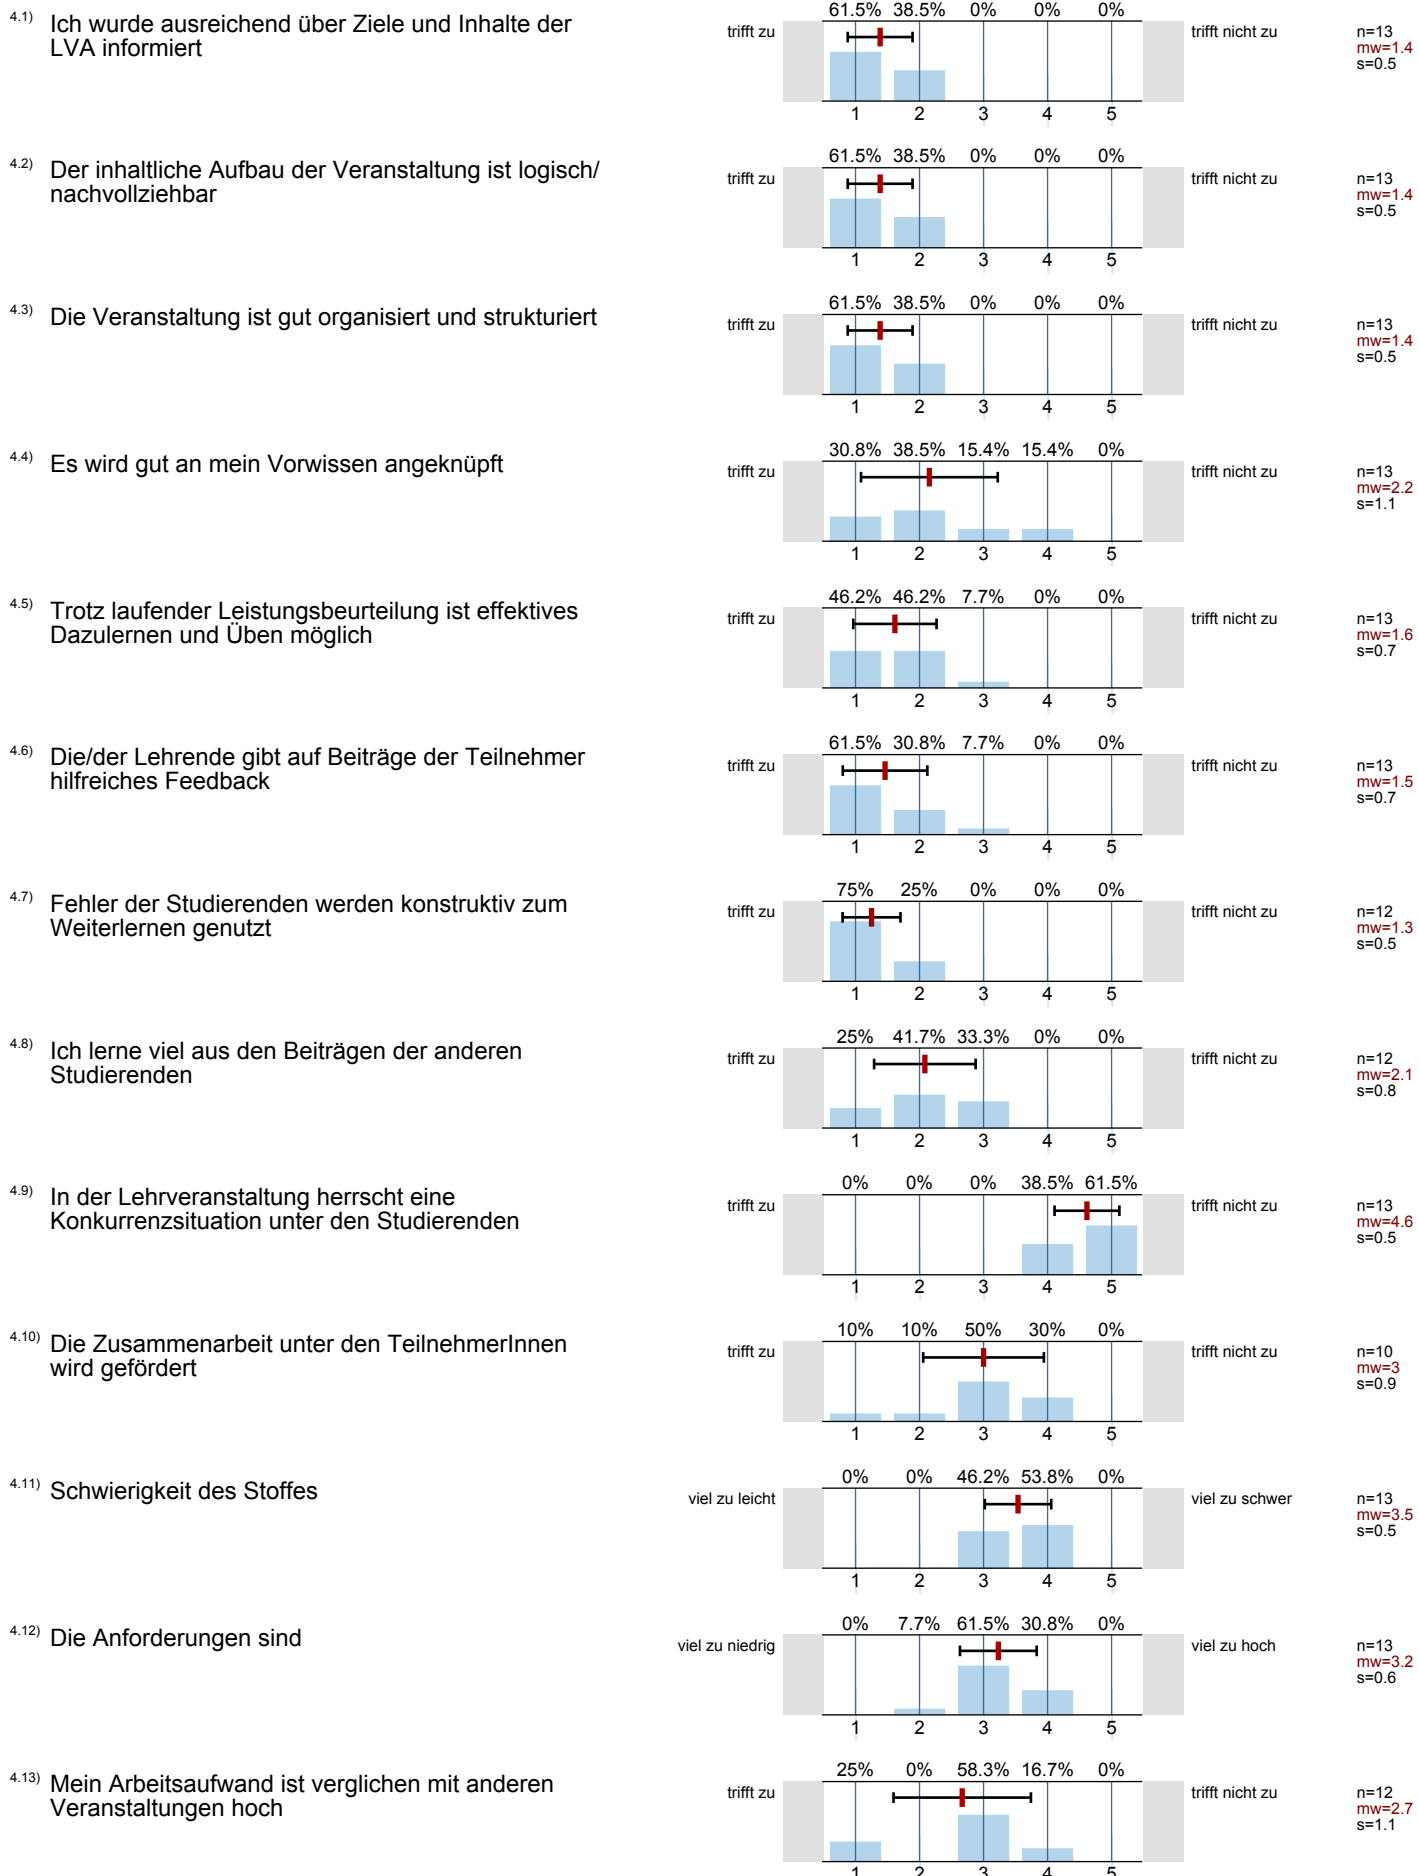 4.1) Ich wurde ausreichend über Ziele und Inhalte der
LVA informiert
61.5% 38.5% 0% 0% 0%
trifft zu
trifft nicht zu
n=13
mw=1.4
s=0.5
1 2 3 4 5
4.2) Der inhaltliche Aufbau der Veranstaltung ist logisch/
nachvollziehbar
61.5% 38.5% 0% 0% 0%
trifft zu
trifft nicht zu
n=13
mw=1.4
s=0.5
1 2 3 4 5
4.3) Die Veranstaltung ist gut organisiert und strukturiert
61.5% 38.5% 0% 0% 0%
trifft zu
trifft nicht zu
n=13
mw=1.4
s=0.5
1 2 3 4 5
4.4) Es wird gut an mein Vorwissen angeknüpft
30.8% 38.5% 15.4% 15.4% 0%
trifft zu
trifft nicht zu
n=13
mw=2.2
s=1.1
1 2 3 4 5
4.5) Trotz laufender Leistungsbeurteilung ist effektives
Dazulernen und Üben möglich
46.2% 46.2% 7.7% 0% 0%
trifft zu
trifft nicht zu
n=13
mw=1.6
s=0.7
1 2 3 4 5
4.6) Die/der Lehrende gibt auf Beiträge der Teilnehmer
hilfreiches Feedback
61.5% 30.8% 7.7% 0% 0%
trifft zu
trifft nicht zu
n=13
mw=1.5
s=0.7
1 2 3 4 5
4.7) Fehler der Studierenden werden konstruktiv zum
Weiterlernen genutzt
75% 25% 0% 0% 0%
trifft zu
trifft nicht zu
n=12
mw=1.3
s=0.5
1 2 3 4 5
4.8) Ich lerne viel aus den Beiträgen der anderen
Studierenden
25% 41.7% 33.3% 0% 0%
trifft zu
trifft nicht zu
n=12
mw=2.1
s=0.8
1 2 3 4 5
4.9) In der Lehrveranstaltung herrscht eine
Konkurrenzsituation unter den Studierenden
0% 0% 0% 38.5% 61.5%
trifft zu
trifft nicht zu
n=13
mw=4.6
s=0.5
1 2 3 4 5
4.10) Die Zusammenarbeit unter den TeilnehmerInnen
wird gefördert
10% 10% 50% 30% 0%
trifft zu
trifft nicht zu
n=10
mw=3
s=0.9
1 2 3 4 5
4.11) Schwierigkeit des Stoffes
0% 0% 46.2% 53.8% 0%
viel zu leicht
viel zu schwer
n=13
mw=3.5
s=0.5
1 2 3 4 5
4.12) Die Anforderungen sind
0% 7.7% 61.5% 30.8% 0%
viel zu niedrig
viel zu hoch
n=13
mw=3.2
s=0.6
1 2 3 4 5
4.13) Mein Arbeitsaufwand ist verglichen mit anderen
Veranstaltungen hoch
25% 0% 58.3% 16.7% 0%
trifft zu
trifft nicht zu
n=12
mw=2.7
s=1.1
1 2 3 4 5